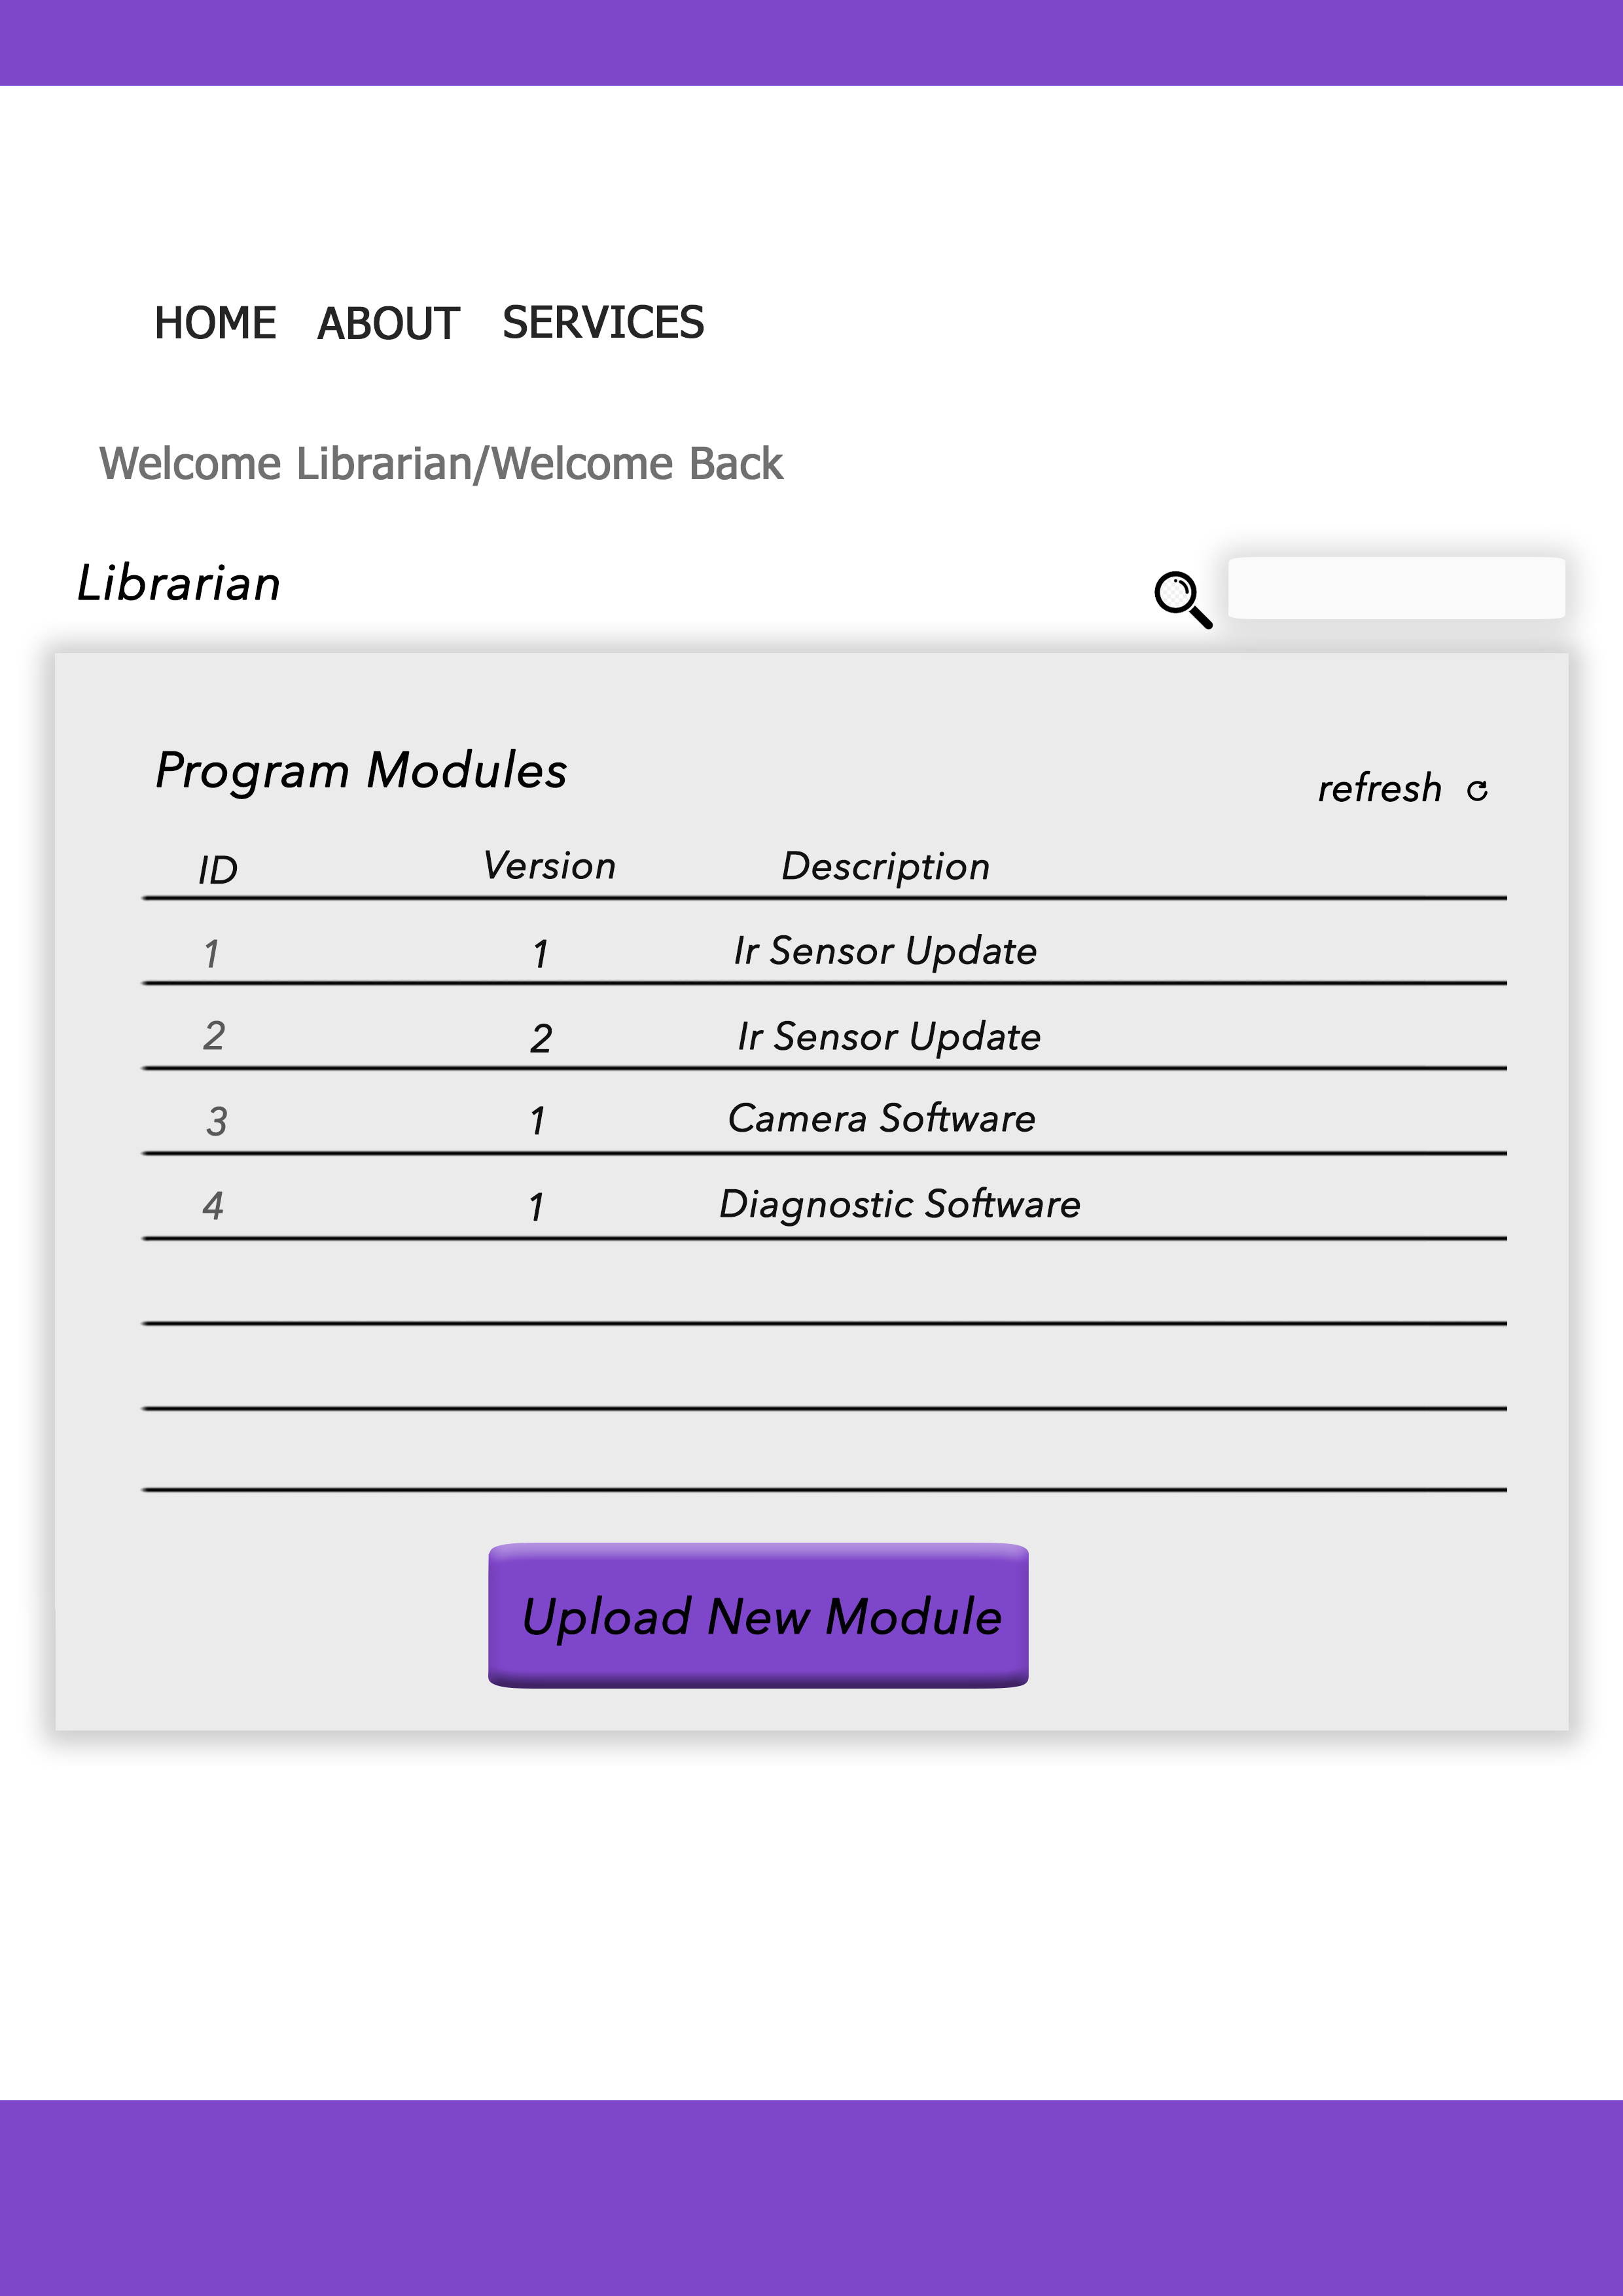 HOME ABOUT SERVICES
Welcome Librarian/Welcome Back
Librarian
Program Modules
refresh
ID Version Description
1 1 Ir Sensor Update
2 2 Ir Sensor Update
3 1 Camera Software
4 1 Diagnostic Software
Upload New Module